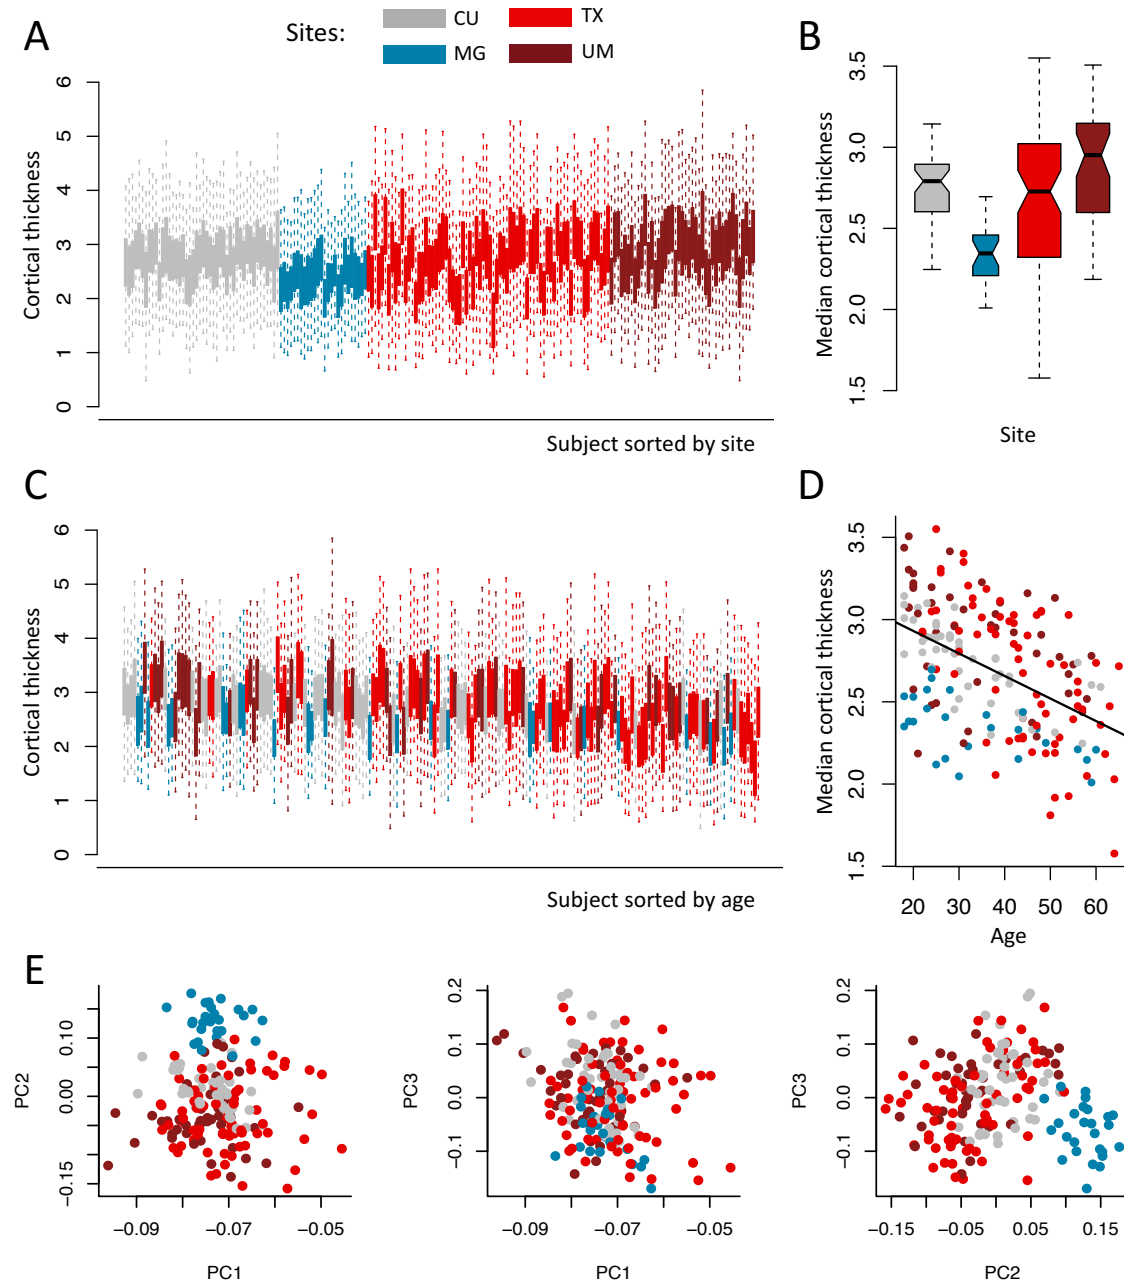 A
Sites:
CU
TX
MG
UM
B
6
5
4
3
2
1
0
Cortical thickness
Subject sorted by site
3.5
3.0
2.5
2.0
1.5
Median cortical thickness
Site
C
6
5
4
3
2
1
0
Cortical thickness
Subject sorted by age
D
3.5
3.0
2.5
2.0
1.5
Median cortical thickness
20 30 40 50 60
Age
E
0.10
0.00
−0.15
PC2
−0.09 −0.07 −0.05
PC1
0.2
0.1
0.0
−0.1
PC3
−0.09 −0.07 −0.05
PC1
0.2
0.1
0.0
−0.1
PC3
−0.15 −0.05 0.05 0.15
PC2